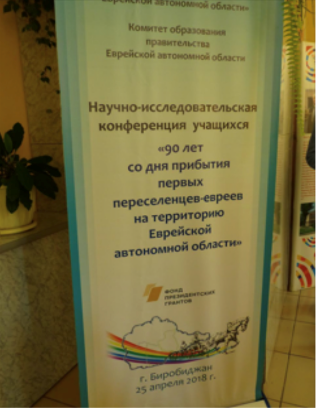 Еврейской автономной области»
Комитет образования
правительства
Еврейской автономной области
Научно-исследовательская
конференция учащихся
«90 лет
со дня прибытия
первых
переселенцев-евреев
на территорию
Еврейской
автономной области»
ФОНД
ПРЕЗИДЕНТСКИХ
ГРАНТОВ
г. Биробиджан
25 апреля 2018 г.